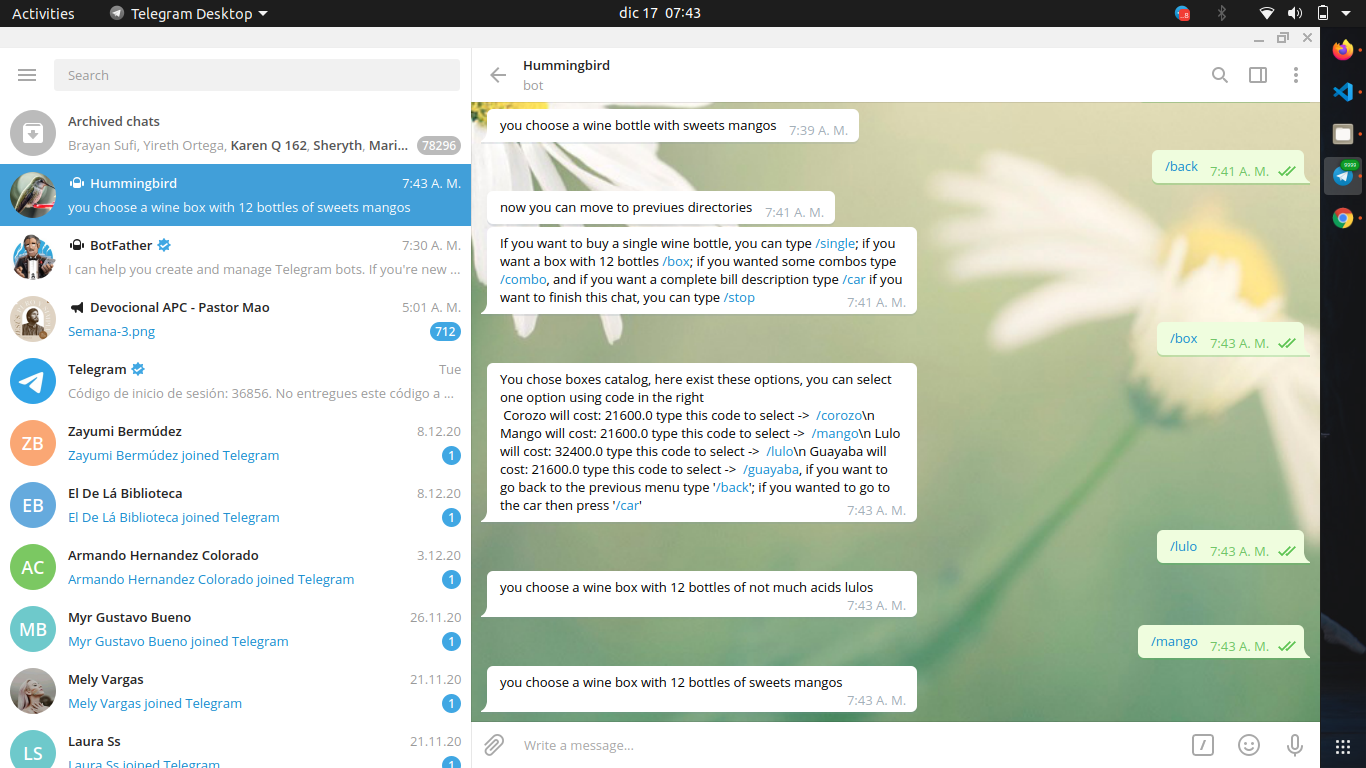 Activities
Telegram Desktop
dic 17 07:43
Search
Archived chats
Brayan Sufi, Yireth Ortega, Karen Q 162, Sheryth, Mari...
78296
Hummingbird
7:43 A. M.
you choose a wine box with 12 bottles of sweets mangos
BotFather
7:30 A. M.
I can help you create and manage Telegram bots. If you're new ...
Devocional APC - Pastor Mao
5:01 A. M.
Semana-3.png
712
Telegram
Tue
Código de inicio de sesión: 36856. No entregues este código a ...
ZB
Zayumi Bermúdez
8.12.20
Zayumi Bermúdez joined Telegram
1
EB
El De Lá Biblioteca
8.12.20
El De Lá Biblioteca joined Telegram
1
AC
Armando Hernandez Colorado
3.12.20
Armando Hernandez Colorado joined Telegram
1
MB
Myr Gustavo Bueno
26.11.20
Myr Gustavo Bueno joined Telegram
1
Mely Vargas
21.11.20
Mely Vargas joined Telegram
1
LS
Laura Ss
21.11.20
Laura Ss joined Telegram
1
Hummingbird
bot
you choose a wine bottle with sweets mangos
7:39 A. M.
/back
7:41 A. M.
now you can move to previues directories
7:41 A. M.
If you want to buy a single wine bottle, you can type /single; if you
want a box with 12 bottles /box; if you wanted some combos type
/combo, and if you want a complete bill description type /car if you
want to finish this chat, you can type /stop
7:41 A. M.
/box
7:43 A. M.
You chose boxes catalog, here exist these options, you can select
one option using code in the right
Corozo will cost: 21600.0 type this code to select -> /corozo\n
Mango will cost: 21600.0 type this code to select -> /mango\n Lulo
will cost: 32400.0 type this code to select -> /lulo\n Guayaba will
cost: 21600.0 type this code to select -> /guayaba, if you want to
go back to the previous menu type '/back'; if you wanted to go to
the car then press '/car'
7:43 A. M.
/lulo
7:43 A. M.
you choose a wine box with 12 bottles of not much acids lulos
7:43 A. M.
/mango
7:43 A. M.
you choose a wine box with 12 bottles of sweets mangos
7:43 A. M.
Write a message...
9999